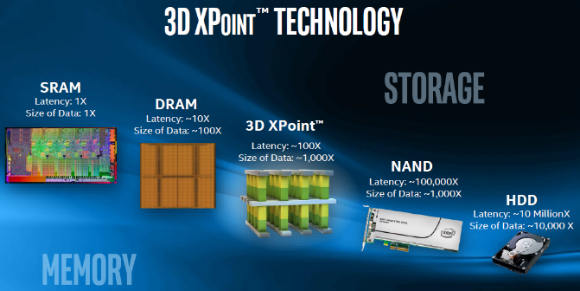 3D XPOINT™ TECHNOLOGY
STORAGE
SRAM
Latency: 1X
Size of Data: 1X
DRAM
Latency: ~10X
Size of Data: ~100X
3D XPoint™
Latency: ~100X
Size of Data: ~1,000X
NAND
Latency: ~100,000X
Size of Data: ~1,000X
HDD
Latency: ~10 MillionX
Size of Data: ~10,000 X
MEMORY